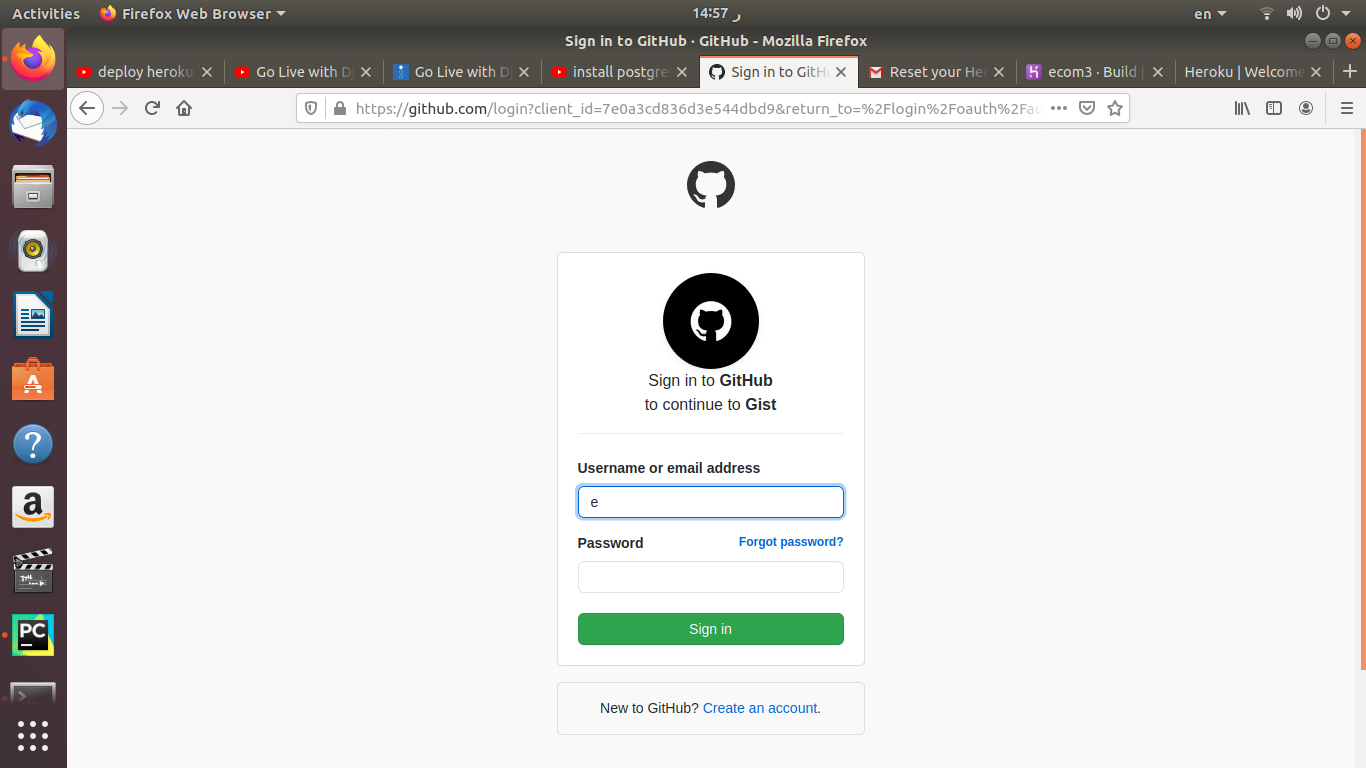 Activities
Firefox Web Browser
14:57 ر
en
Sign in to GitHub · GitHub - Mozilla Firefox
deploy heroku
Go Live with Dj
Go Live with Dj
install postgre
Sign in to GitHu
Reset your Her
ecom3 · Build
Heroku | Welcome
https://github.com/login?client_id=7e0a3cd836d3e544dbd9&return_to=%2Flogin%2Foauth%2Fau
Sign in to GitHub
to continue to Gist
Username or email address
e
Password
Forgot password?
Sign in
New to GitHub? Create an account.
PC